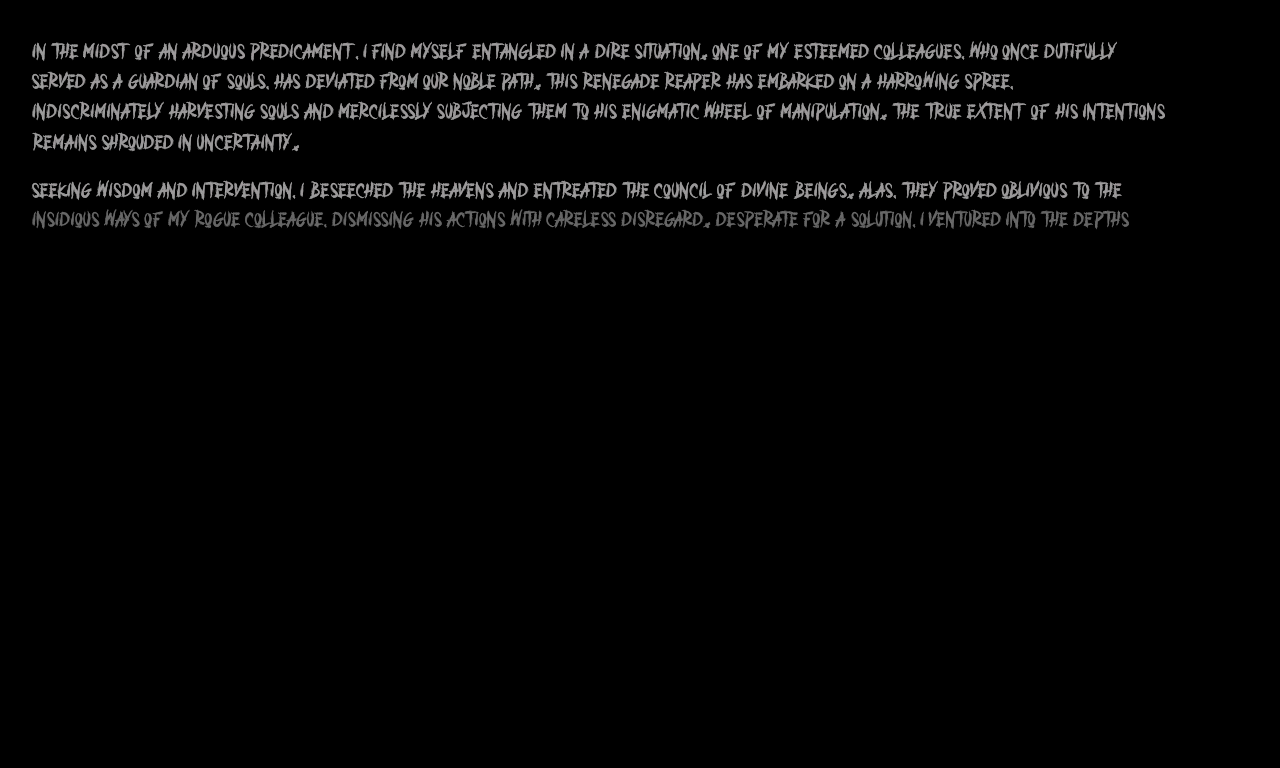 IN THE MIDST OF AN ARDUOUS PREDICAMENT, I FIND MYSELF ENTANGLED IN A DIRE SITUATION. ONE OF MY ESTEEMED COLLEAGUES, WHO ONCE DUTIFULLY
SERVED AS A GUARDIAN OF SOULS, HAS DEVIATED FROM OUR NOBLE PATH. THIS RENEGADE REAPER HAS EMBARKED ON A HARROWING SPREE,
INDISCRIMINATELY HARVESTING SOULS AND MERCILESSLY SUBJECTING THEM TO HIS ENIGMATIC WHEEL OF MANIPULATION. THE TRUE EXTENT OF HIS INTENTIONS
REMAINS SHROUDED IN UNCERTAINTY.
SEEKING WISDOM AND INTERVENTION, I BESEECHED THE HEAVENS AND ENTREATED THE COUNCIL OF DIVINE BEINGS. ALAS, THEY PROVED OBLIVIOUS TO THE
INSIDIOUS WAYS OF MY ROGUE COLLEAGUE, DISMISSING HIS ACTIONS WITH CARELESS DISREGARD. DESPERATE FOR A SOLUTION, I VENTURED INTO THE DEPTHS